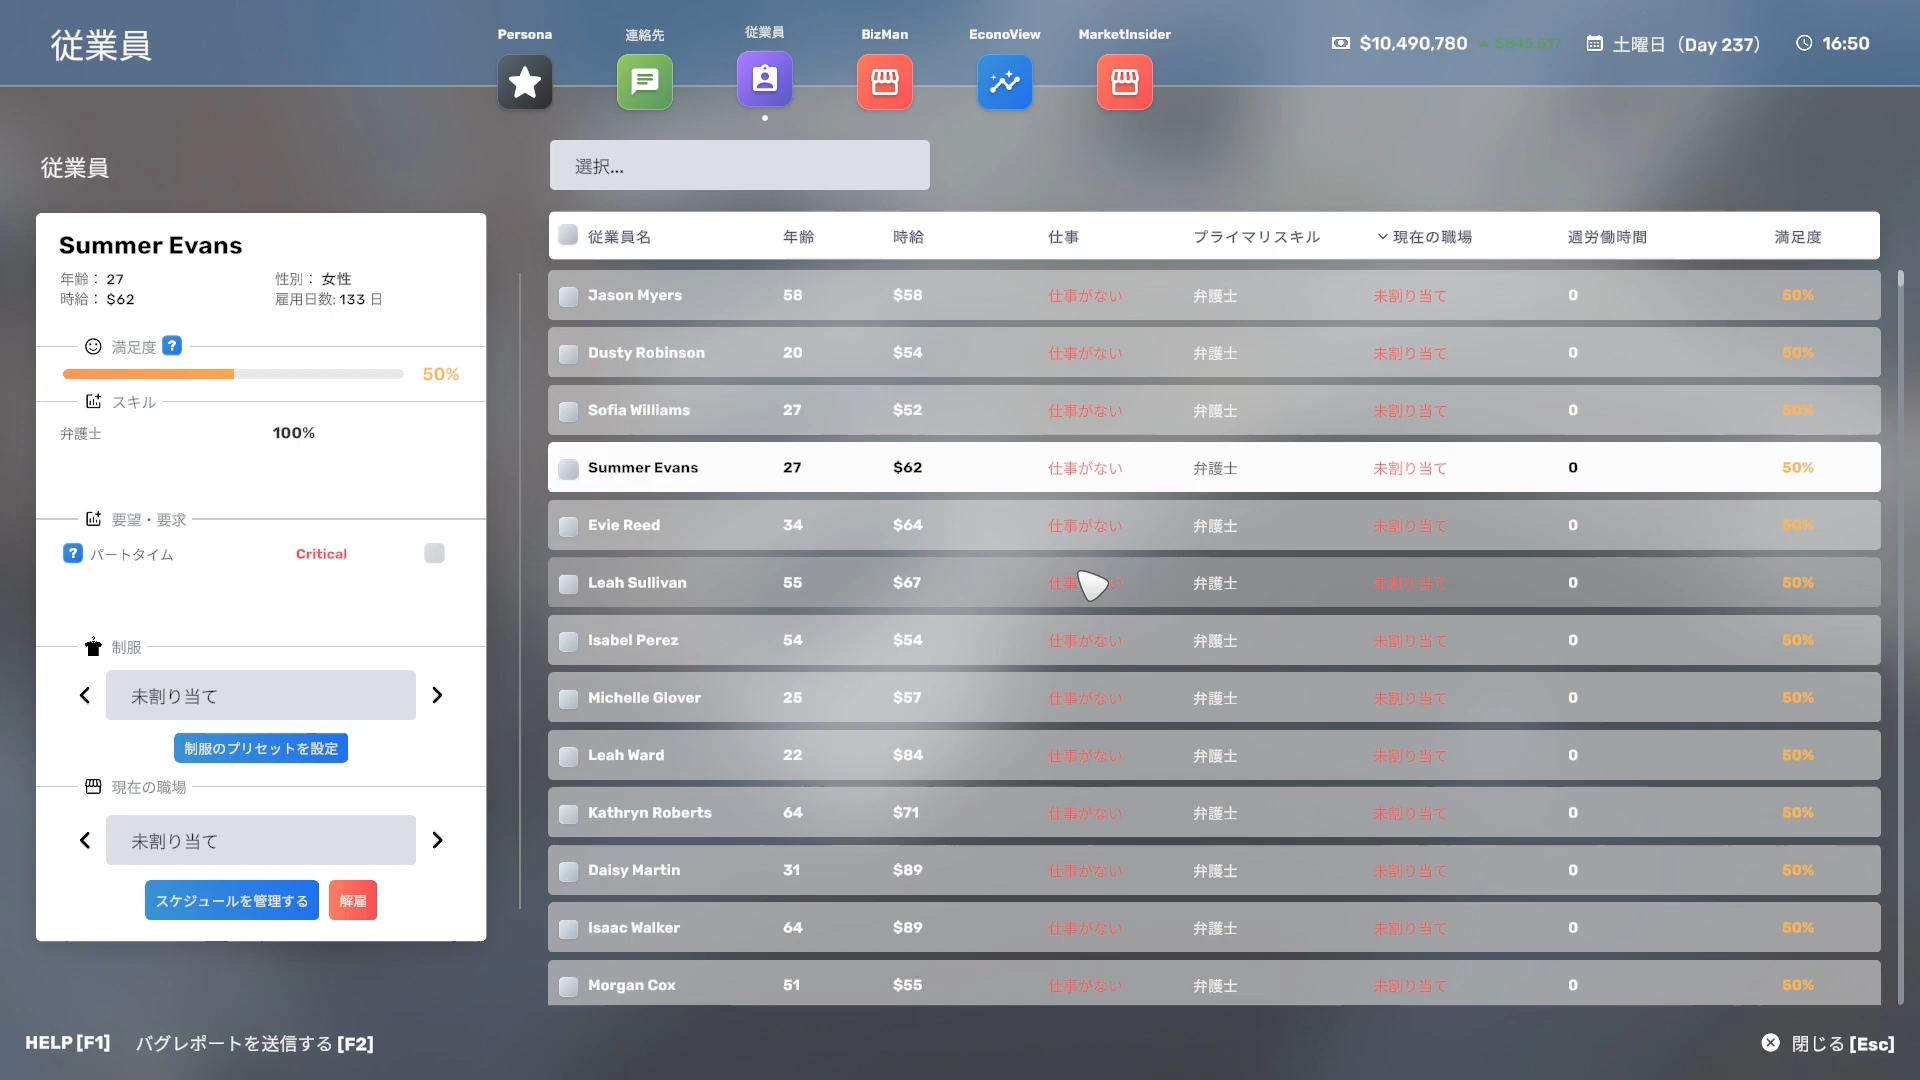 従業員
Persona
連絡先
従業員
BizMan
EconoView
MarketInsider
$10,490,780
土曜日（Day 237）
16:50
従業員
選択...
Summer Evans
年齢： 27
性別： 女性
時給： $62
雇用日数: 133 日
満足度 ?
50%
スキル
弁護士 100%
要望・要求
? パートタイム Critical
制服
未割り当て
制服のプリセットを設定
現在の職場
未割り当て
スケジュールを管理する 解雇
従業員名 年齢 時給 仕事 プライマリスキル 現在の職場 週労働時間 満足度
Jason Myers 58 $58 仕事がない 弁護士 未割り当て 0 50%
Dusty Robinson 20 $54 仕事がない 弁護士 未割り当て 0 50%
Sofia Williams 27 $52 仕事がない 弁護士 未割り当て 0 50%
Summer Evans 27 $62 仕事がない 弁護士 未割り当て 0 50%
Evie Reed 34 $64 仕事がない 弁護士 未割り当て 0 50%
Leah Sullivan 55 $67 仕事 い 弁護士 未割り当て 0 50%
Isabel Perez 54 $54 仕事がない 弁護士 未割り当て 0 50%
Michelle Glover 25 $57 仕事がない 弁護士 未割り当て 0 50%
Leah Ward 22 $84 仕事がない 弁護士 未割り当て 0 50%
Kathryn Roberts 64 $71 仕事がない 弁護士 未割り当て 0 50%
Daisy Martin 31 $89 仕事がない 弁護士 未割り当て 0 50%
Isaac Walker 64 $89 仕事がない 弁護士 未割り当て 0 50%
Morgan Cox 51 $55 仕事がない 弁護士 未割り当て 0 50%
HELP [F1] バグレポートを送信する [F2]
閉じる [Esc]